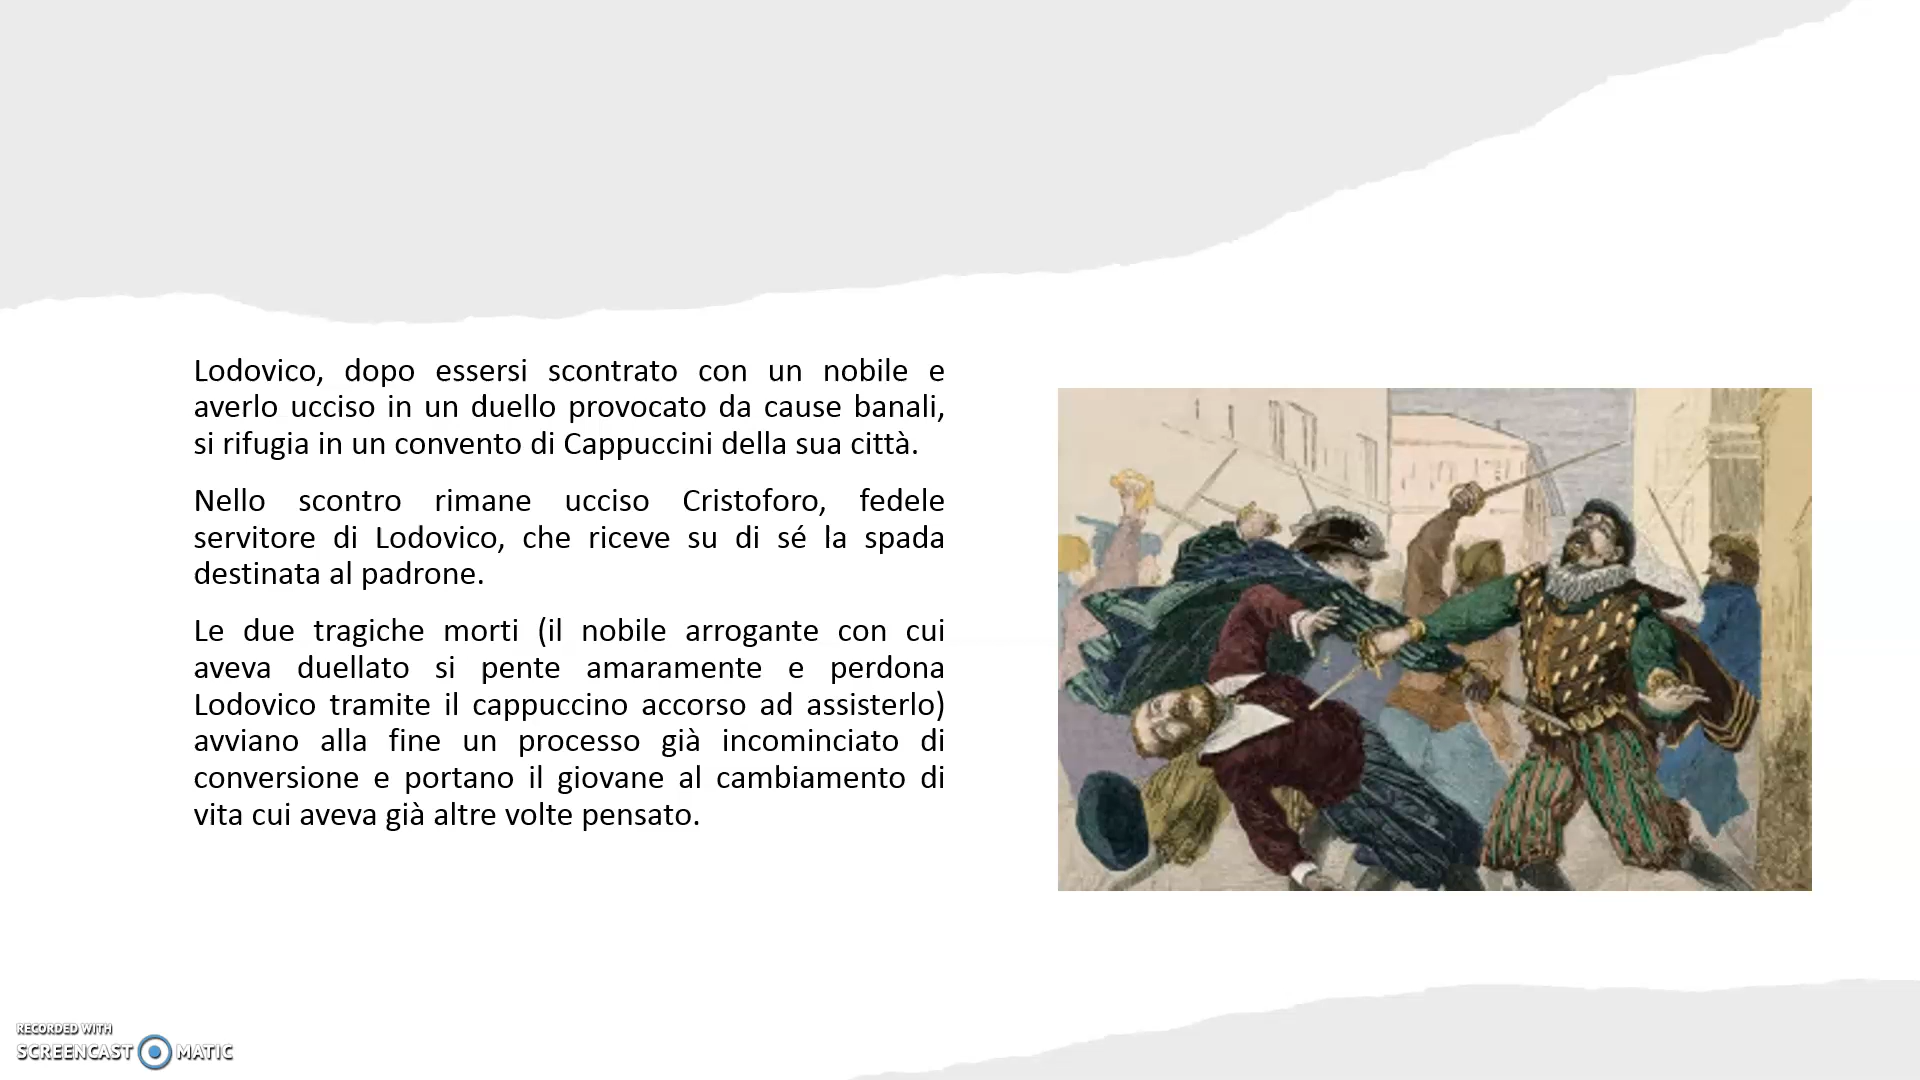 Lodovico, dopo essersi scontrato con un nobile e
averlo ucciso in un duello provocato da cause banali,
si rifugia in un convento di Cappuccini della sua città.
Nello scontro rimane ucciso Cristoforo, fedele
servitore di Lodovico, che riceve su di sé la spada
destinata al padrone.
Le due tragiche morti (il nobile arrogante con cui
aveva duellato si pente amaramente e perdona
Lodovico tramite il cappuccino accorso ad assisterlo)
avviano alla fine un processo già incominciato di
conversione e portano il giovane al cambiamento di
vita cui aveva già altre volte pensato.
RECORDED WITH
SCREENCAST MATIC